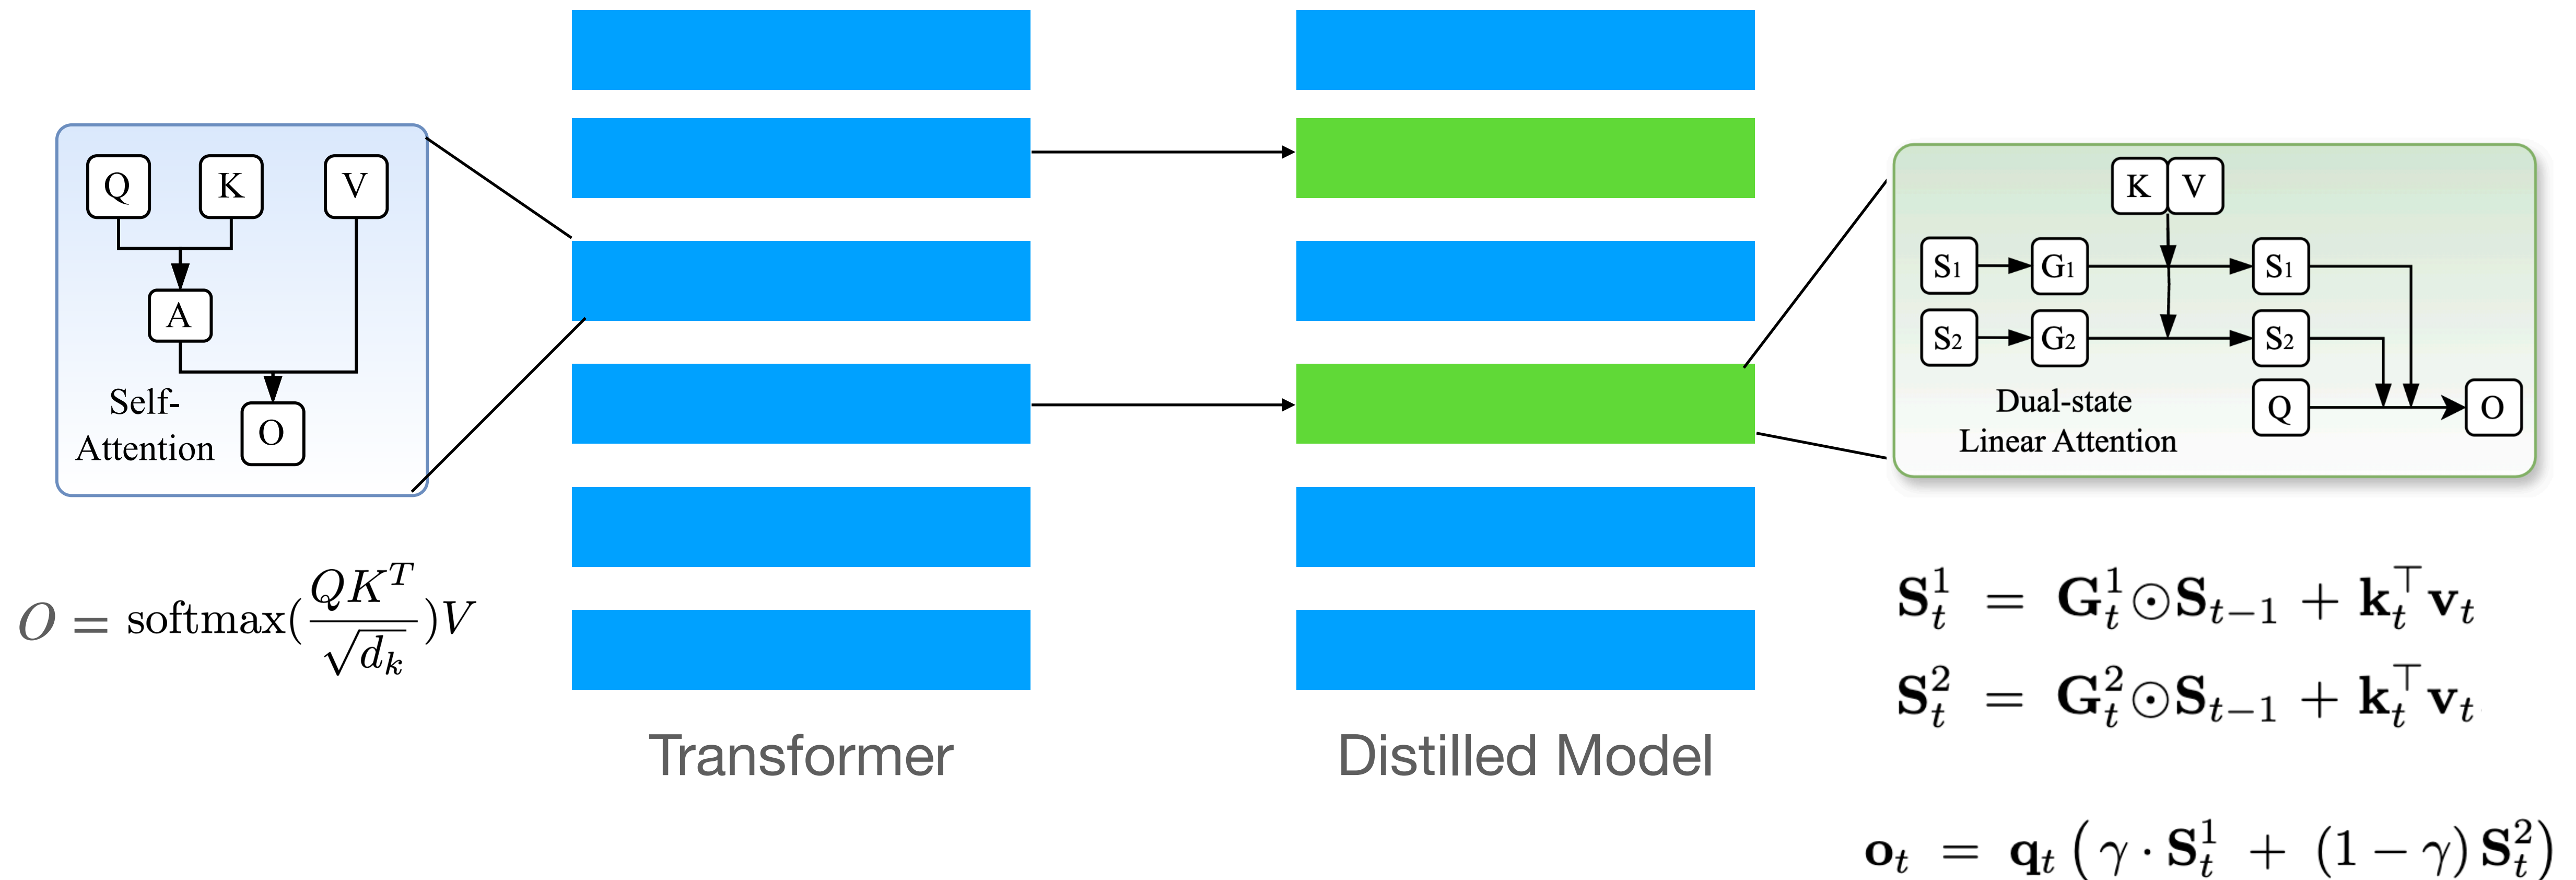 Q K V
A
Self-
Attention
O
O = softmax(QK^T / √d_k)V
Transformer
Distilled Model
K V
S₁ G₁ S₁
S₂ G₂ S₂
Q O
Dual-state
Linear Attention
S_t^1 = G_t^1 ⊙ S_{t−1} + k_t^⊤ v_t
S_t^2 = G_t^2 ⊙ S_{t−1} + k_t^⊤ v_t
o_t = q_t (γ · S_t^1 + (1 − γ) S_t^2)